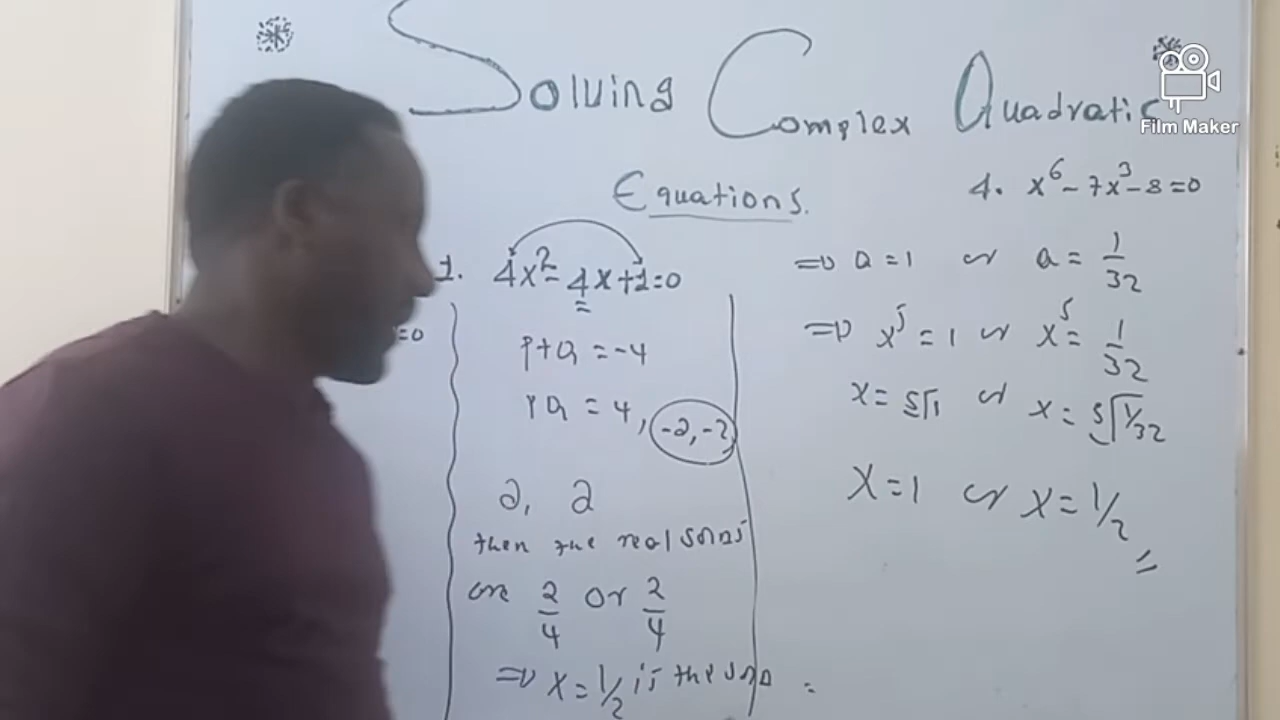 Solving Complex Quadratic
Equations.
Film Maker
=0
1. 4x²-4x+1=0
P+Q=-4
PQ=4, -2,-2
2, 2
then the real solns
are 2/4 or 2/4
⇒ x=1/2 is the soln
4. x⁶-7x³-8=0
⇒ a=1 or a=1/32
⇒ x⁵=1 or x⁵=1/32
x=⁵√1 or x=⁵√1/32
x=1 or x=1/2